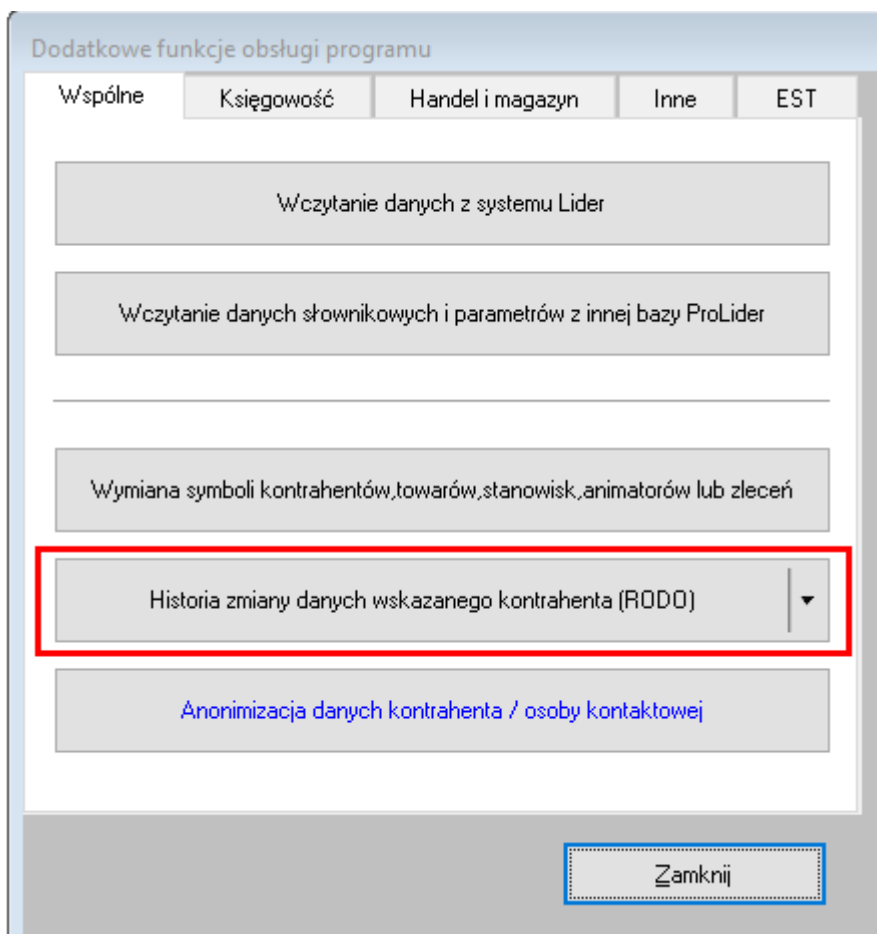 Dodatkowe funkcje obsługi programu
Wspólne Księgowość Handel i magazyn Inne EST
Wczytanie danych z systemu Lider
Wczytanie danych słownikowych i parametrów z innej bazy ProLider
Wymiana symboli kontrahentów,towarów,stanowisk,animatorów lub zleceń
Historia zmiany danych wskazanego kontrahenta (RODO)
Anonimizacja danych kontrahenta / osoby kontaktowej
Zamknij